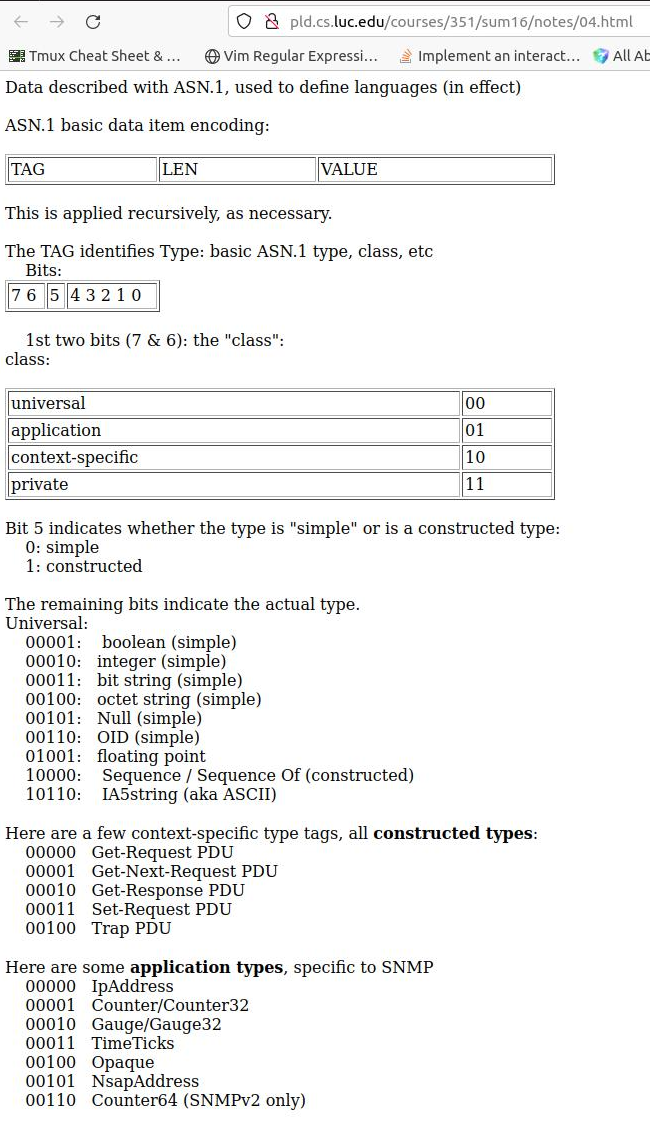 pld.cs.luc.edu/courses/351/sum16/notes/04.html
Tmux Cheat Sheet & ... Vim Regular Expressi... Implement an interact... All Ab
Data described with ASN.1, used to define languages (in effect)
ASN.1 basic data item encoding:
TAG LEN VALUE
This is applied recursively, as necessary.
The TAG identifies Type: basic ASN.1 type, class, etc
Bits:
7 6 5 4 3 2 1 0
1st two bits (7 & 6): the "class":
class:
universal 00
application 01
context-specific 10
private 11
Bit 5 indicates whether the type is "simple" or is a constructed type:
0: simple
1: constructed
The remaining bits indicate the actual type.
Universal:
00001: boolean (simple)
00010: integer (simple)
00011: bit string (simple)
00100: octet string (simple)
00101: Null (simple)
00110: OID (simple)
01001: floating point
10000: Sequence / Sequence Of (constructed)
10110: IA5string (aka ASCII)
Here are a few context-specific type tags, all constructed types:
00000 Get-Request PDU
00001 Get-Next-Request PDU
00010 Get-Response PDU
00011 Set-Request PDU
00100 Trap PDU
Here are some application types, specific to SNMP
00000 IpAddress
00001 Counter/Counter32
00010 Gauge/Gauge32
00011 TimeTicks
00100 Opaque
00101 NsapAddress
00110 Counter64 (SNMPv2 only)